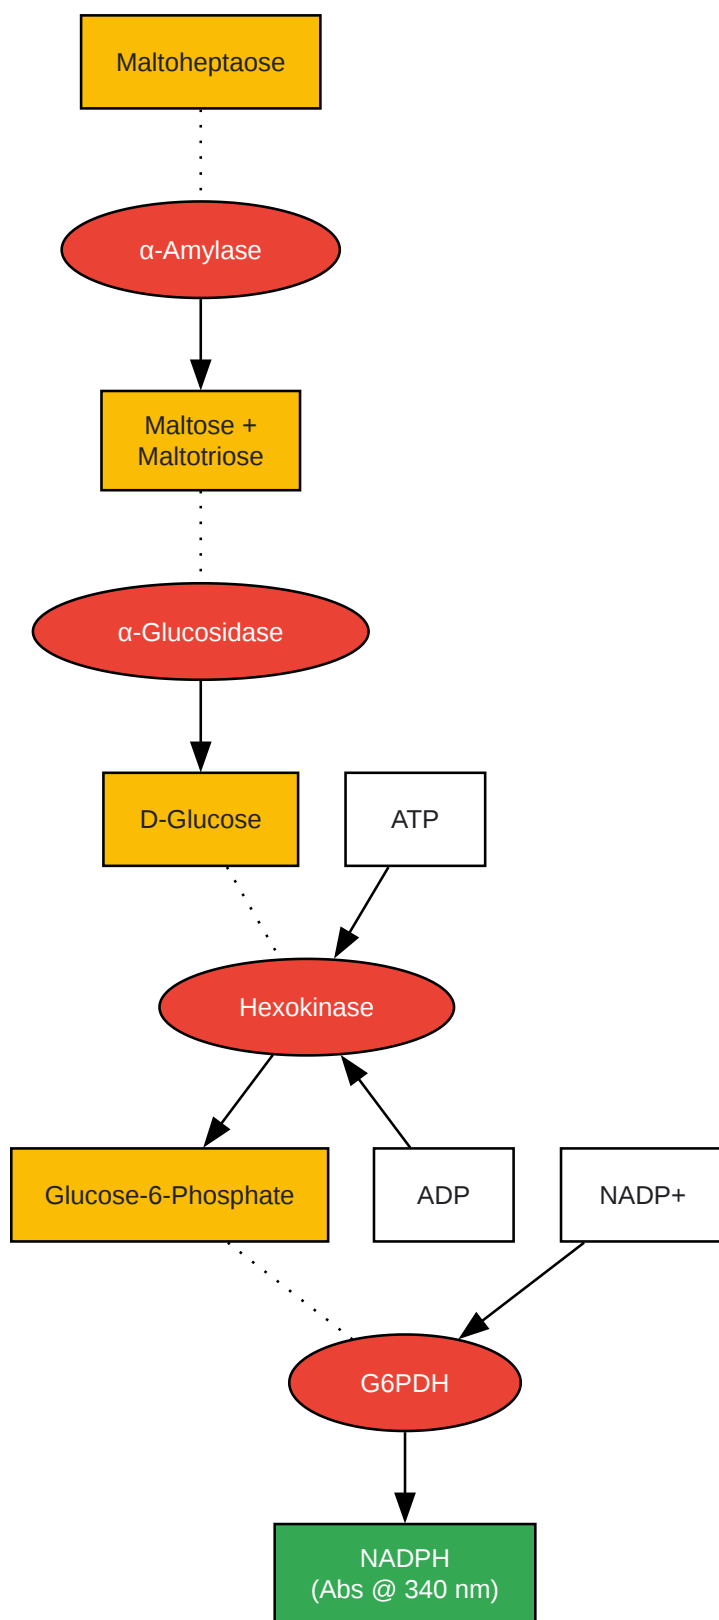 Maltoheptaose
α-Amylase
Maltose +
Maltotriose
α-Glucosidase
D-Glucose
ATP
Hexokinase
Glucose-6-Phosphate
ADP
NADP+
G6PDH
NADPH
(Abs @ 340 nm)